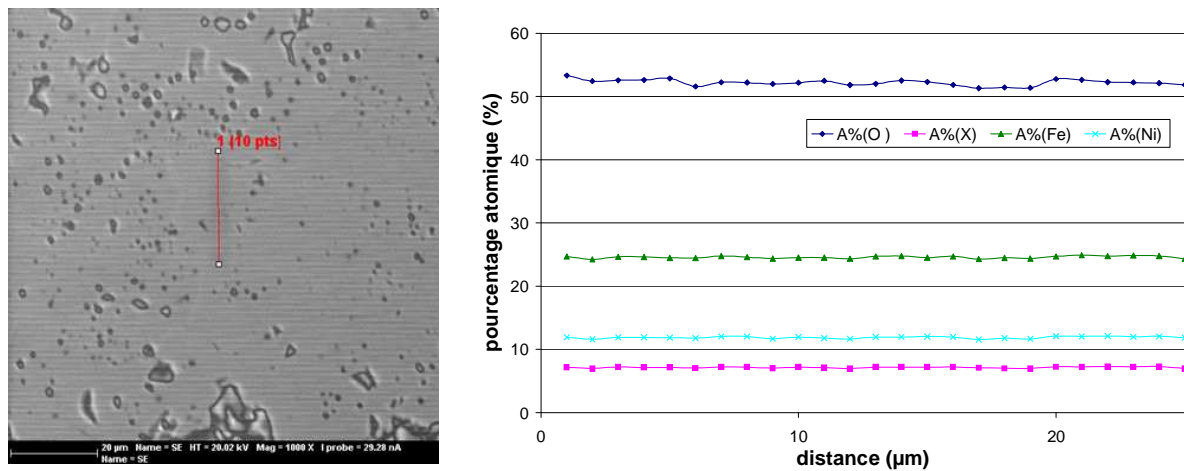 1 (10 pts)
20 µm Name = SE HT = 20.02 kV Mag = 1000 X I probe = 29.28 nA
Name = SE
60
50
40
30
20
10
0
pourcentage atomique (%)
A%(O ) A%(X) A%(Fe) A%(Ni)
0 10 20
distance (µm)